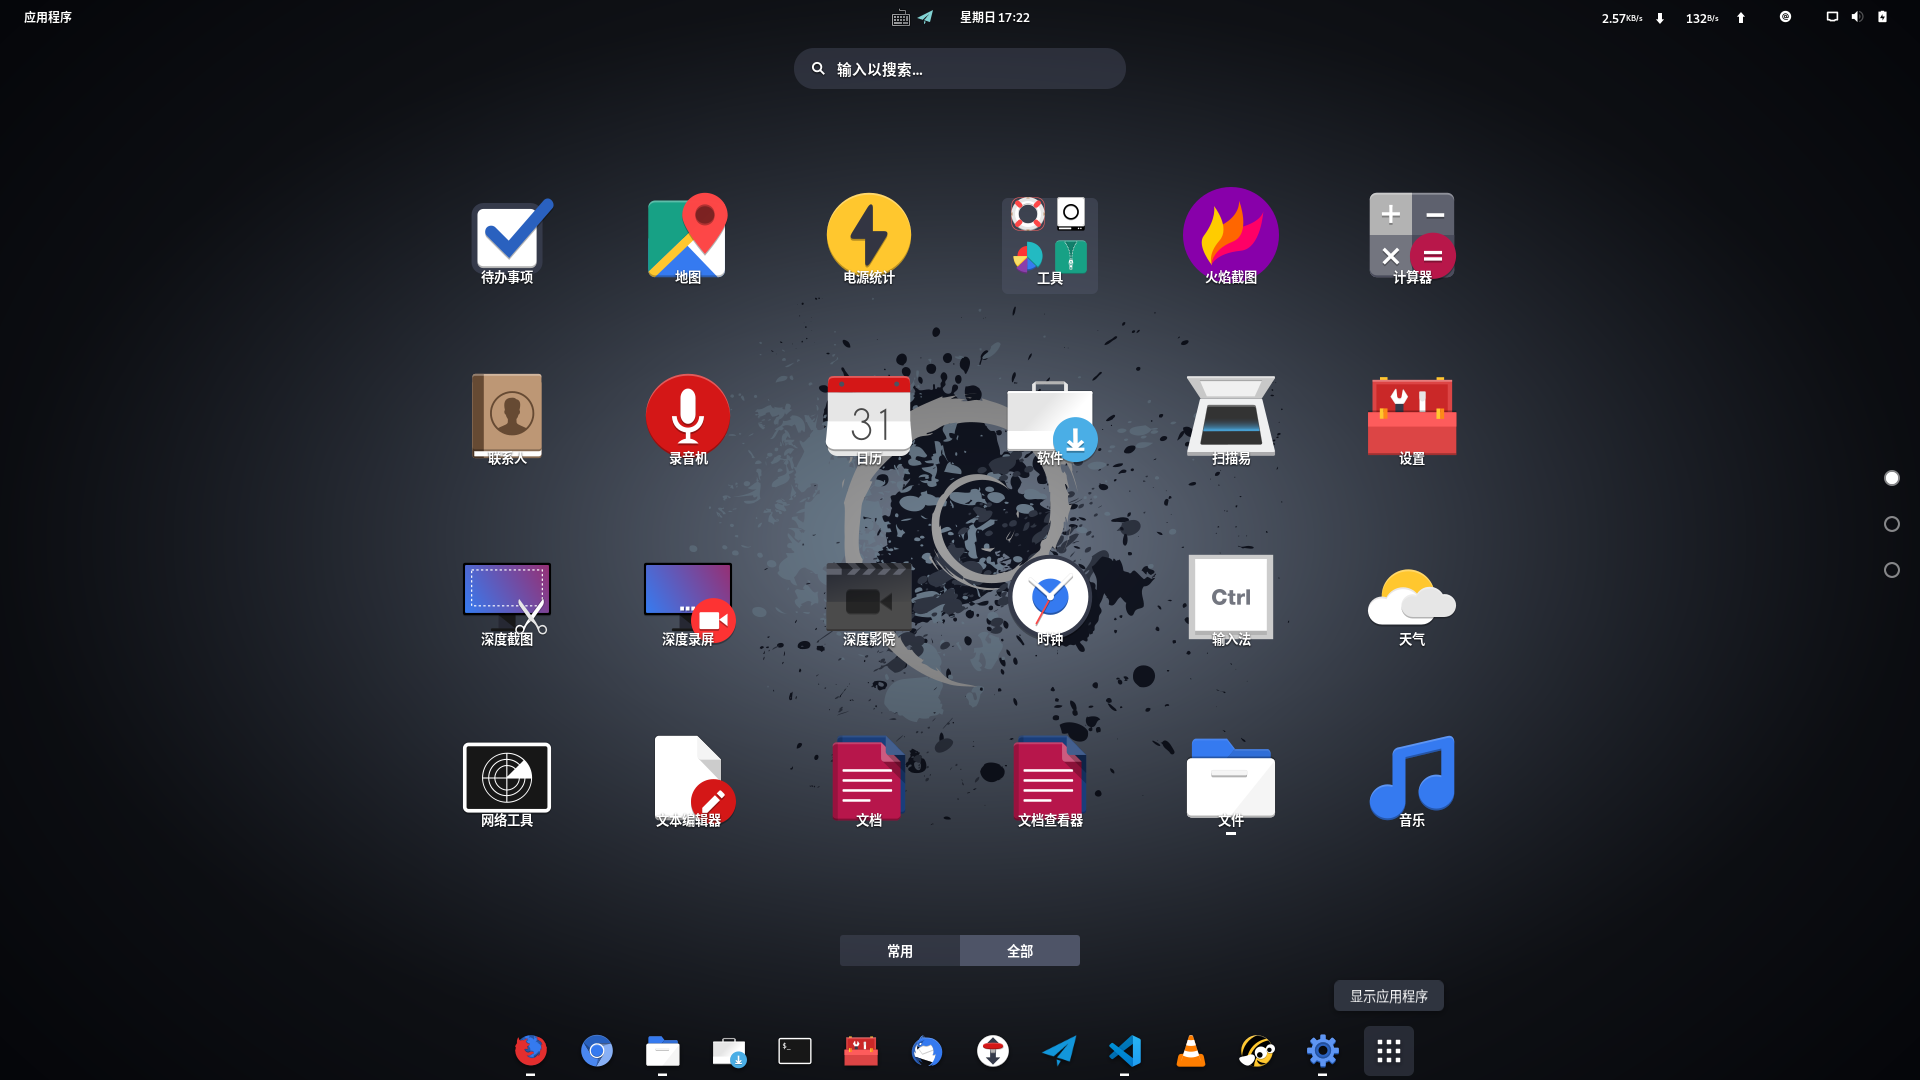 应用程序
星期日 17:22
2.57KB/s
132B/s
输入以搜索...
待办事项
地图
电源统计
工具
火焰截图
计算器
联系人
录音机
31
日历
软件
扫描易
设置
深度截图
深度录屏
深度影院
时钟
Ctrl
输入法
天气
网络工具
文本编辑器
文档
文档查看器
文件
音乐
常用
全部
显示应用程序
$_